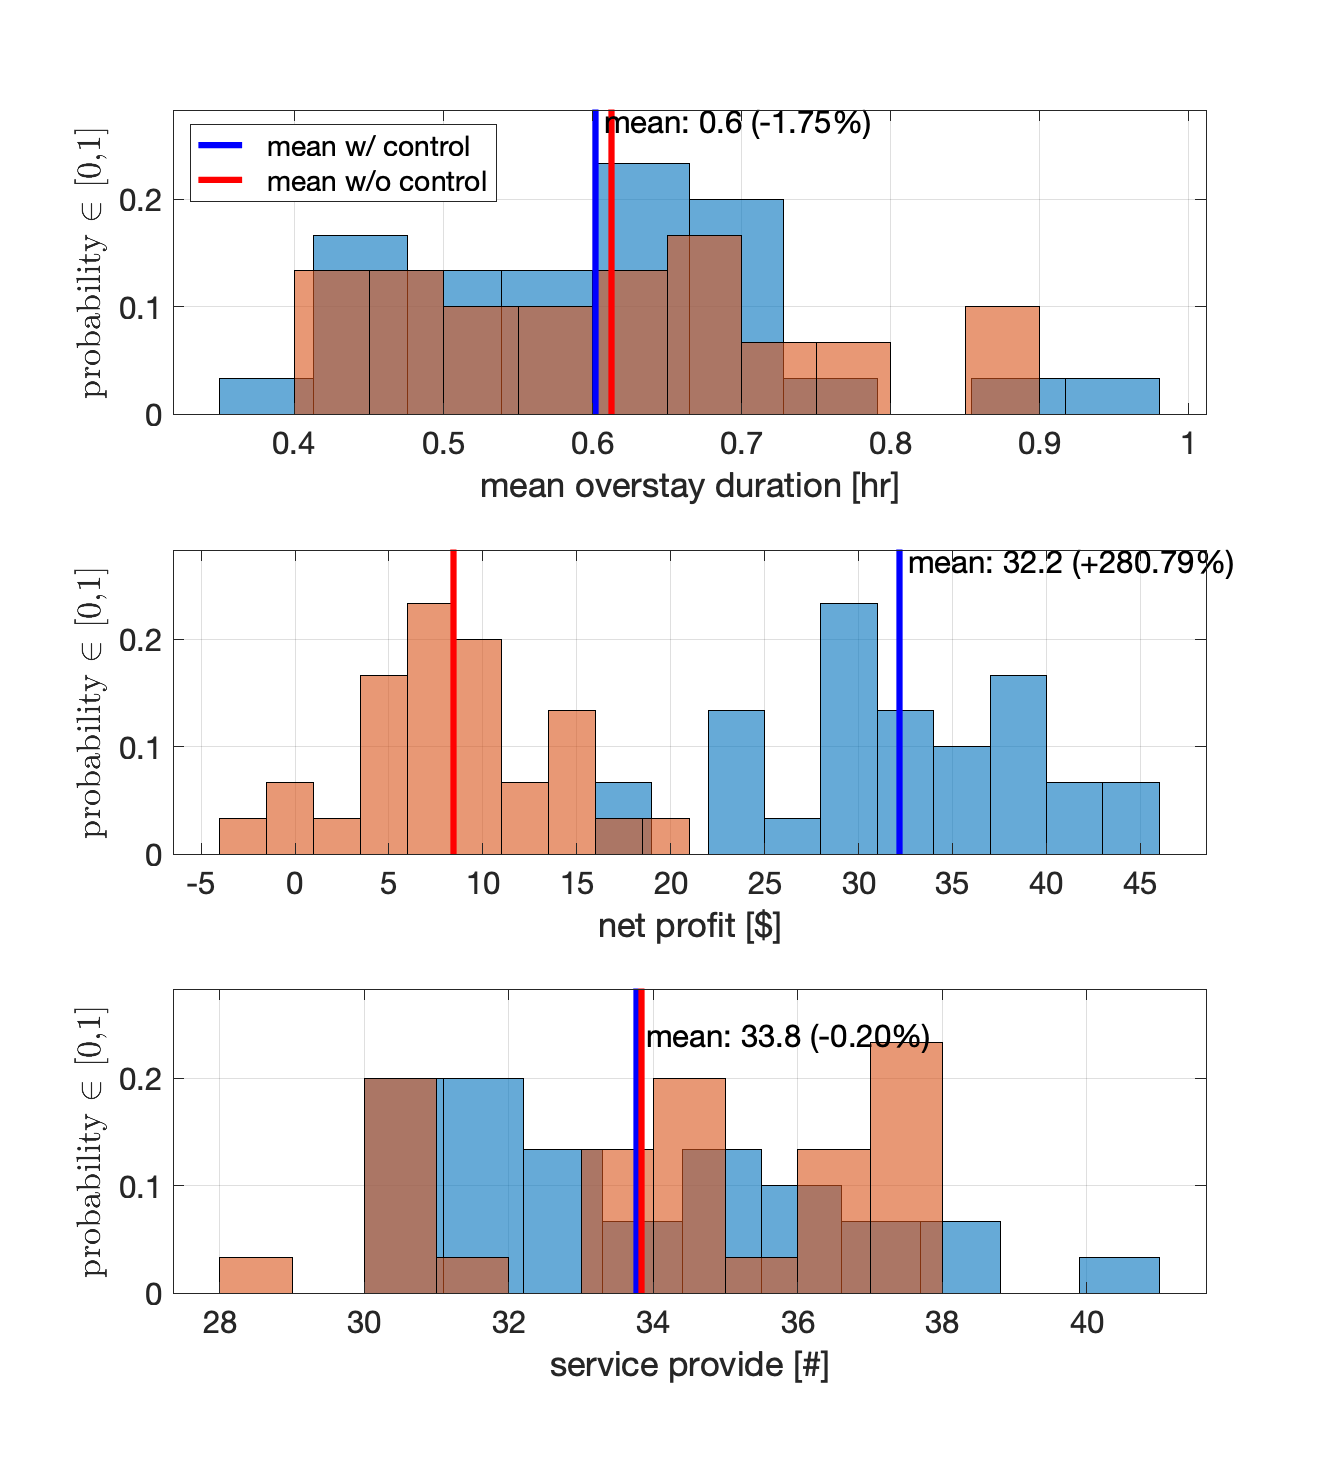 mean: 0.6 (-1.75%)
mean w/ control
mean w/o control
probability ∈ [0,1]
0.2
0.1
0
0.4 0.5 0.6 0.7 0.8 0.9 1
mean overstay duration [hr]
mean: 32.2 (+280.79%)
probability ∈ [0,1]
0.2
0.1
0
-5 0 5 10 15 20 25 30 35 40 45
net profit [$]
mean: 33.8 (-0.20%)
probability ∈ [0,1]
0.2
0.1
0
28 30 32 34 36 38 40
service provide [#]